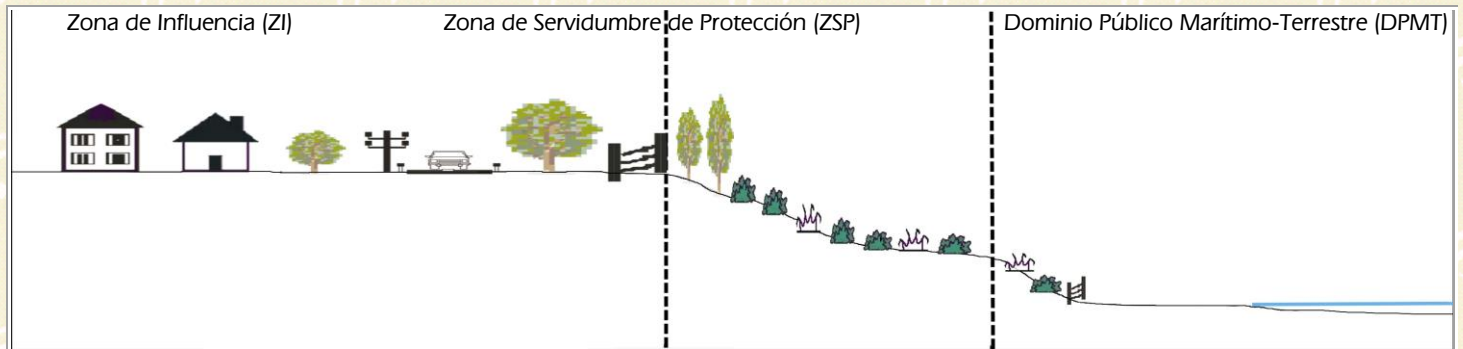 Zona de Influencia (ZI)
Zona de Servidumbre de Protección (ZSP)
Dominio Público Marítimo-Terrestre (DPMT)